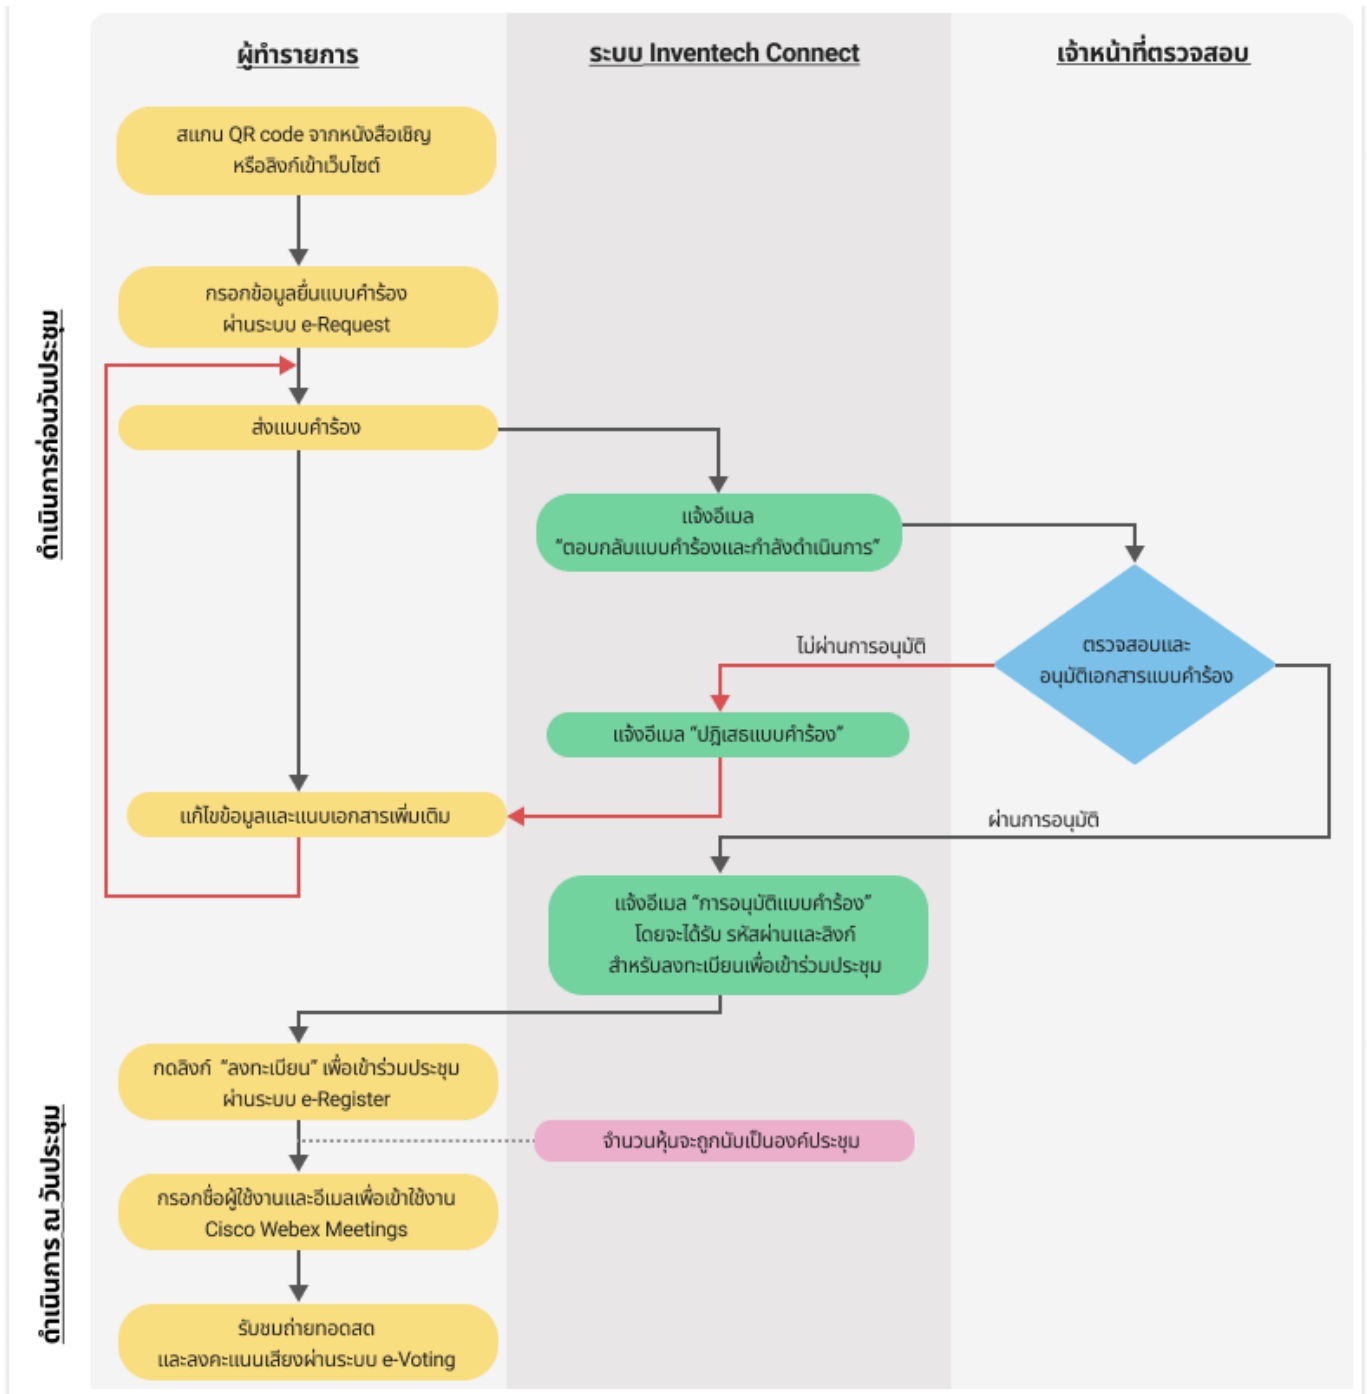 ผู้ทำรายการ
ระบบ Inventech Connect
เจ้าหน้าที่ตรวจสอบ
ดำเนินการก่อนวันประชุม
สแกน QR code จากหนังสือเชิญ
หรือลิงก์เข้าเว็บไซต์
กรอกข้อมูลยื่นแบบคำร้อง
ผ่านระบบ e-Request
ส่งแบบคำร้อง
แจ้งอีเมล
“ตอบกลับแบบคำร้องและกำลังดำเนินการ”
ตรวจสอบและ
อนุมัติเอกสารแบบคำร้อง
ไม่ผ่านการอนุมัติ
แจ้งอีเมล “ปฏิเสธแบบคำร้อง”
แก้ไขข้อมูลและแนบเอกสารเพิ่มเติม
ผ่านการอนุมัติ
แจ้งอีเมล “การอนุมัติแบบคำร้อง”
โดยจะได้รับ รหัสผ่านและลิงก์
สำหรับลงทะเบียนเพื่อเข้าร่วมประชุม
ดำเนินการ ณ วันประชุม
กดลิงก์ “ลงทะเบียน” เพื่อเข้าร่วมประชุม
ผ่านระบบ e-Register
จำนวนหุ้นจะถูกนับเป็นองค์ประชุม
กรอกชื่อผู้ใช้งานและอีเมลเพื่อเข้าใช้งาน
Cisco Webex Meetings
รับชมถ่ายทอดสด
และลงคะแนนเสียงผ่านระบบ e-Voting